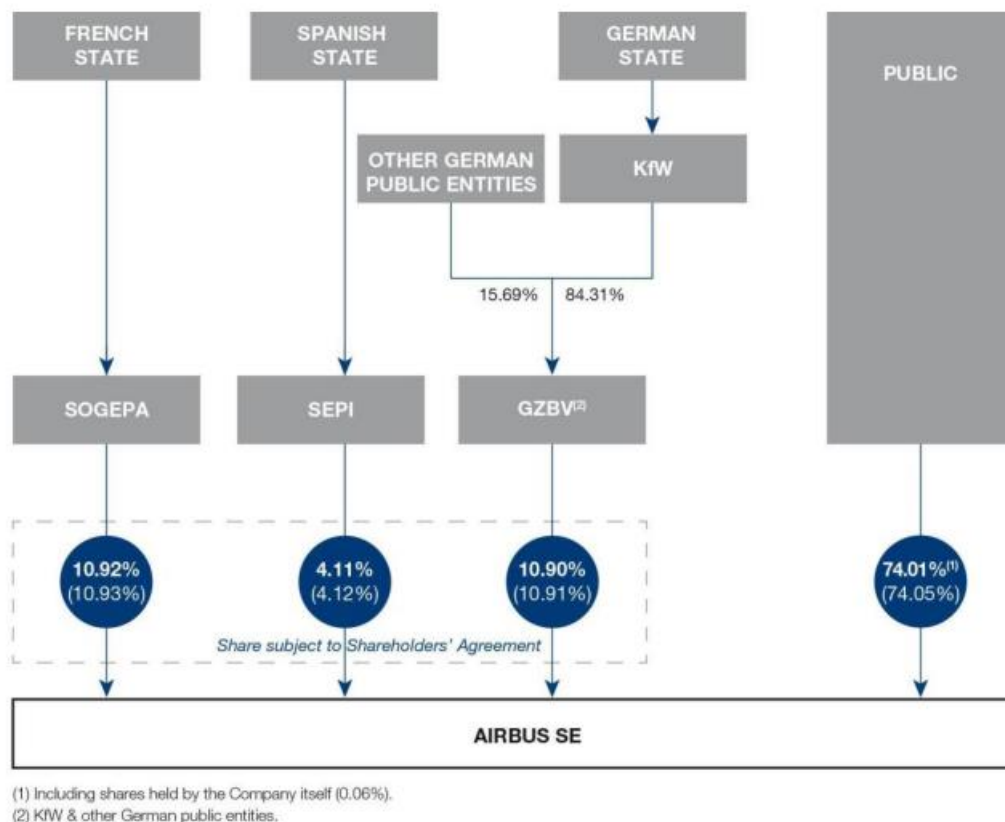 FRENCH
STATE
SPANISH
STATE
GERMAN
STATE
PUBLIC
OTHER GERMAN
PUBLIC ENTITIES
KfW
15.69%
84.31%
SOGEPA
SEPI
GZBV(2)
10.92%
(10.93%)
4.11%
(4.12%)
10.90%
(10.91%)
74.01%(1)
(74.05%)
Share subject to Shareholders' Agreement
AIRBUS SE
(1) Including shares held by the Company itself (0.06%).
(2) KfW & other German public entities.